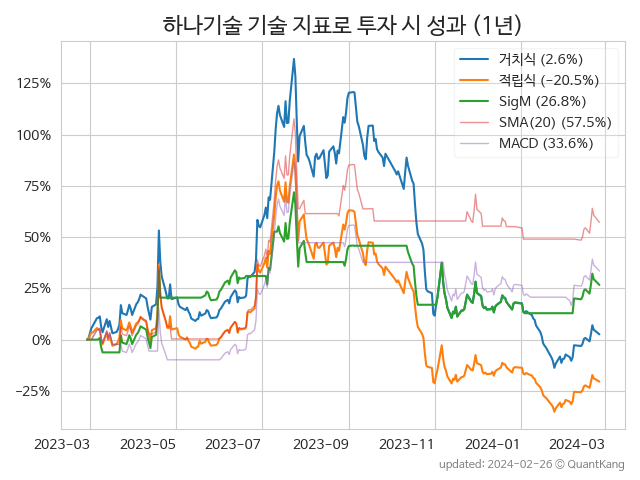 하나기술 기술 지표로 투자 시 성과 (1년)
거치식 (2.6%)
적립식 (−20.5%)
SigM (26.8%)
SMA(20) (57.5%)
MACD (33.6%)
125%
100%
75%
50%
25%
0%
−25%
2023−03 2023−05 2023−07 2023−09 2023−11 2024−01 2024−03
updated: 2024−02−26 ⓒ QuantKang